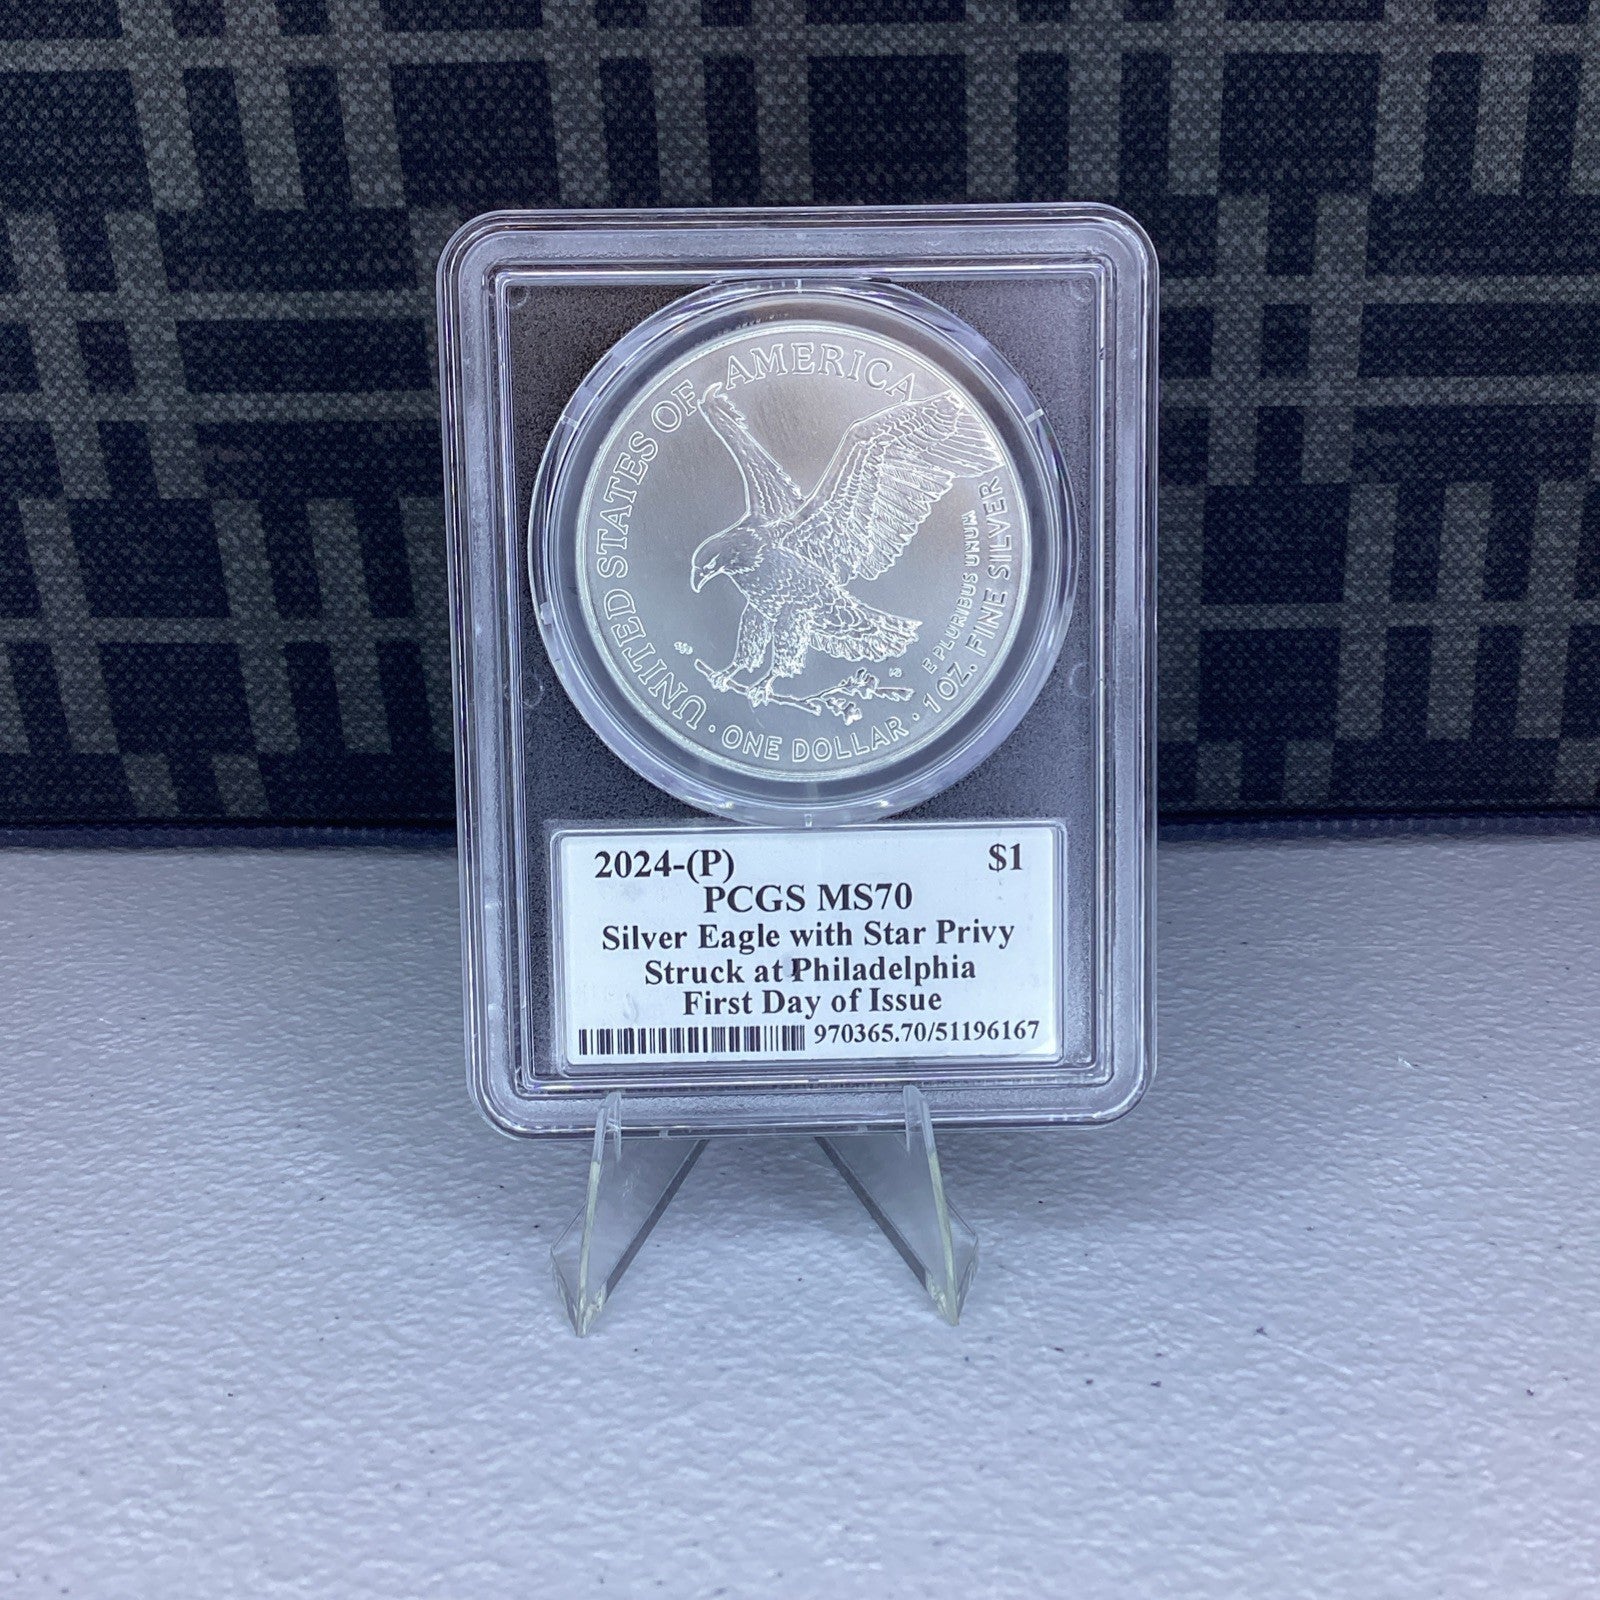 UNITED STATES OF AMERICA
E PLURIBUS UNUM
1 OZ. FINE SILVER
· ONE DOLLAR ·
2024-(P) $1
PCGS MS70
Silver Eagle with Star Privy
Struck at Philadelphia
First Day of Issue
970365.70/51196167